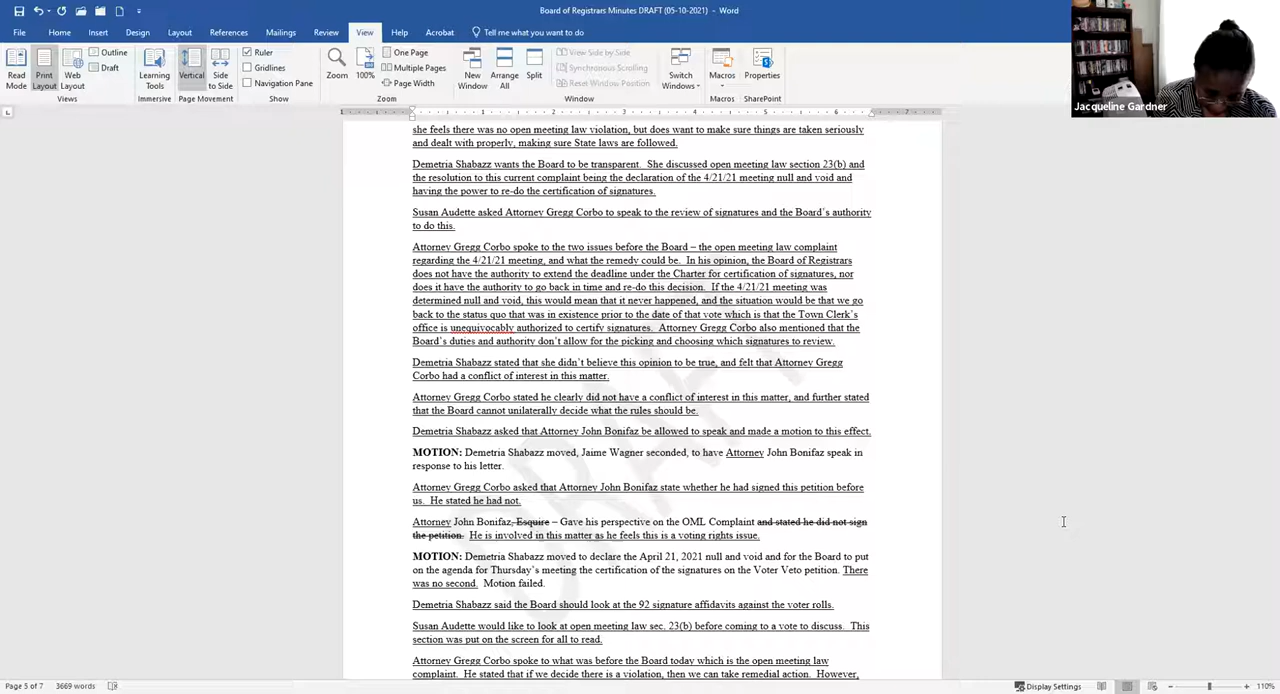 Board of Registrars Minutes DRAFT (05-10-2021) - Word
File Home Insert Draw Design Layout References Mailings Review View Help Acrobat Tell me what you want to do
Read Mode
Print Layout
Web Layout
Outline
Draft
Views
Learning Tools
Immersive
Vertical
Side to Side
Page Movement
Ruler
Gridlines
Navigation Pane
Show
Zoom
100%
One Page
Multiple Pages
Page Width
Zoom
New Window
Arrange All
Split
View Side by Side
Synchronous Scrolling
Reset Window Position
Window
Switch Windows
Macros
Macros
Properties
SharePoint
Jacqueline Gardner
she feels there was no open meeting law violation, but does want to make sure things are taken seriously
and dealt with properly, making sure State laws are followed.
Demetria Shabazz wants the Board to be transparent. She discussed open meeting law section 23(b) and
the resolution to this current complaint being the declaration of the 4/21/21 meeting null and void and
having the power to re-do the certification of signatures.
Susan Audette asked Attorney Gregg Corbo to speak to the review of signatures and the Board's authority
to do this.
Attorney Gregg Corbo spoke to the two issues before the Board – the open meeting law complaint
regarding the 4/21/21 meeting, and what the remedy could be. In his opinion, the Board of Registrars
does not have the authority to extend the deadline under the Charter for certification of signatures, nor
does it have the authority to go back in time and re-do this decision. If the 4/21/21 meeting was
determined null and void, this would mean that it never happened, and the situation would be that we go
back to the status quo that was in existence prior to the date of that vote which is that the Town Clerk's
office is unequivocably authorized to certify signatures. Attorney Gregg Corbo also mentioned that the
Board's duties and authority don't allow for the picking and choosing which signatures to review.
Demetria Shabazz stated that she didn't believe this opinion to be true, and felt that Attorney Gregg
Corbo had a conflict of interest in this matter.
Attorney Gregg Corbo stated he clearly did not have a conflict of interest in this matter, and further stated
that the Board cannot unilaterally decide what the rules should be.
Demetria Shabazz asked that Attorney John Bonifaz be allowed to speak and made a motion to this effect.
MOTION: Demetria Shabazz moved, Jaime Wagner seconded, to have Attorney John Bonifaz speak in
response to his letter.
Attorney Gregg Corbo asked that Attorney John Bonifaz state whether he had signed this petition before
us. He stated he had not.
Attorney John Bonifaz, Esquire – Gave his perspective on the OML Complaint and stated he did not sign
the petition. He is involved in this matter as he feels this is a voting rights issue.
MOTION: Demetria Shabazz moved to declare the April 21, 2021 null and void and for the Board to put
on the agenda for Thursday's meeting the certification of the signatures on the Voter Veto petition. There
was no second. Motion failed.
Demetria Shabazz said the Board should look at the 92 signature affidavits against the voter rolls.
Susan Audette would like to look at open meeting law sec. 23(b) before coming to a vote to discuss. This
section was put on the screen for all to read.
Attorney Gregg Corbo spoke to what was before the Board today which is the open meeting law
complaint. He stated that if we decide there is a violation, then we can take remedial action. However,
DRAFT
Page 5 of 7 3669 words Display Settings 110%